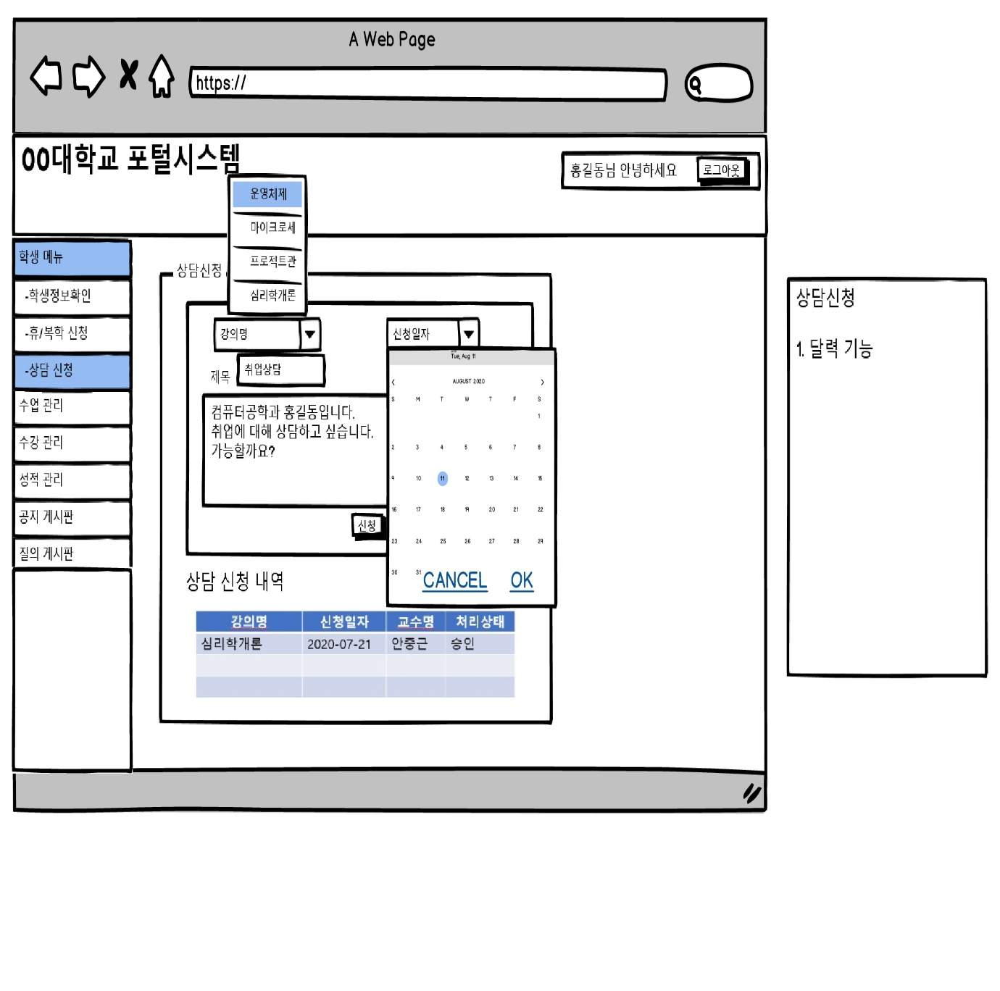 A Web Page
https://
00대학교 포털시스템
홍길동님 안녕하세요
로그아웃
운영체제
마이크로세
프로젝트관
심리학개론
학생 메뉴
-학생정보확인
-휴/복학 신청
-상담 신청
수업 관리
수강 관리
성적 관리
공지 게시판
질의 게시판
상담신청
강의명
신청일자
제목
취업상담
컴퓨터공학과 홍길동입니다.
취업에 대해 상담하고 싶습니다.
가능할까요?
신청
Tue, Aug 11
< AUGUST 2020 >
S M T W T F S
1
2 3 4 5 6 7 8
9 10 11 12 13 14 15
16 17 18 19 20 21 22
23 24 25 26 27 28 29
30 31
CANCEL OK
상담 신청 내역
강의명 신청일자 교수명 처리상태
심리학개론 2020-07-21 안중근 승인
상담신청
1. 달력 기능